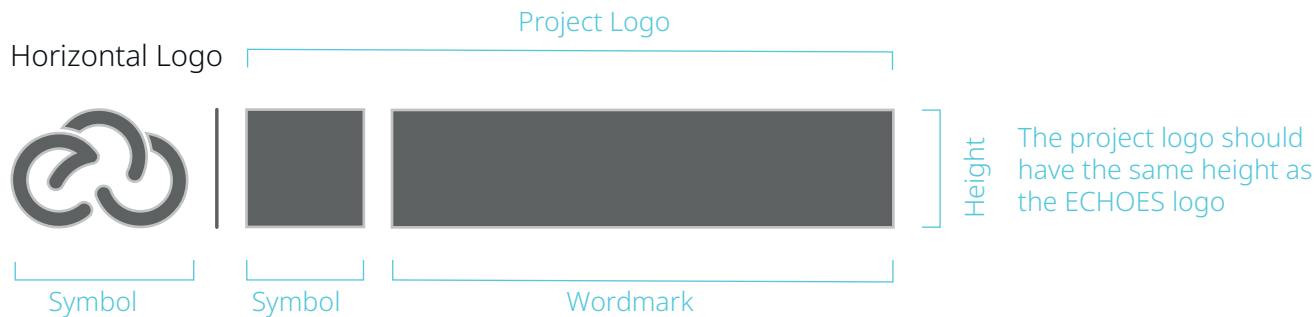 Project Logo
Horizontal Logo
Height
The project logo should
have the same height as
the ECHOES logo
Symbol
Symbol
Wordmark